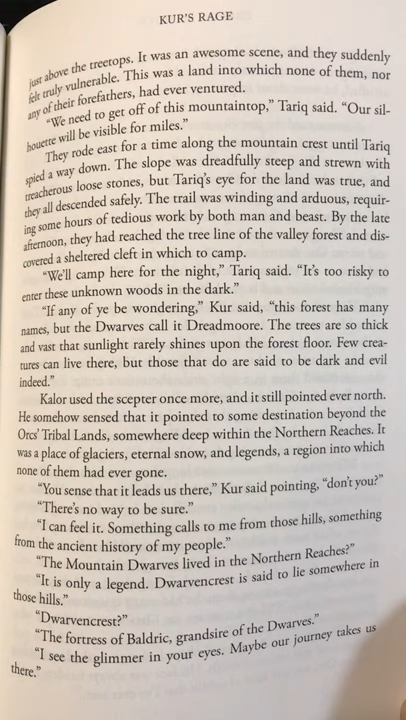 KUR'S RAGE
just above the treetops. It was an awesome scene, and they suddenly
felt truly vulnerable. This was a land into which none of them, nor
any of their forefathers, had ever ventured.
"We need to get off of this mountaintop," Tariq said. "Our sil-
houette will be visible for miles."
They rode east for a time along the mountain crest until Tariq
spied a way down. The slope was dreadfully steep and strewn with
treacherous loose stones, but Tariq's eye for the land was true, and
they all descended safely. The trail was winding and arduous, requir-
ing some hours of tedious work by both man and beast. By the late
afternoon, they had reached the tree line of the valley forest and dis-
covered a sheltered cleft in which to camp.
"We'll camp here for the night," Tariq said. "It's too risky to
enter these unknown woods in the dark."
"If any of ye be wondering," Kur said, "this forest has many
names, but the Dwarves call it Dreadmoore. The trees are so thick
and vast that sunlight rarely shines upon the forest floor. Few crea-
tures can live there, but those that do are said to be dark and evil
indeed."
Kalor used the scepter once more, and it still pointed ever north.
He somehow sensed that it pointed to some destination beyond the
Orcs' Tribal Lands, somewhere deep within the Northern Reaches. It
was a place of glaciers, eternal snow, and legends, a region into which
none of them had ever gone.
"You sense that it leads us there," Kur said pointing, "don't you?"
"There's no way to be sure."
"I can feel it. Something calls to me from those hills, something
from the ancient history of my people."
"The Mountain Dwarves lived in the Northern Reaches?"
"It is only a legend. Dwarvencrest is said to lie somewhere in
those hills."
"Dwarvencrest?"
"The fortress of Baldric, grandsire of the Dwarves."
"I see the glimmer in your eyes. Maybe our journey takes us
there."